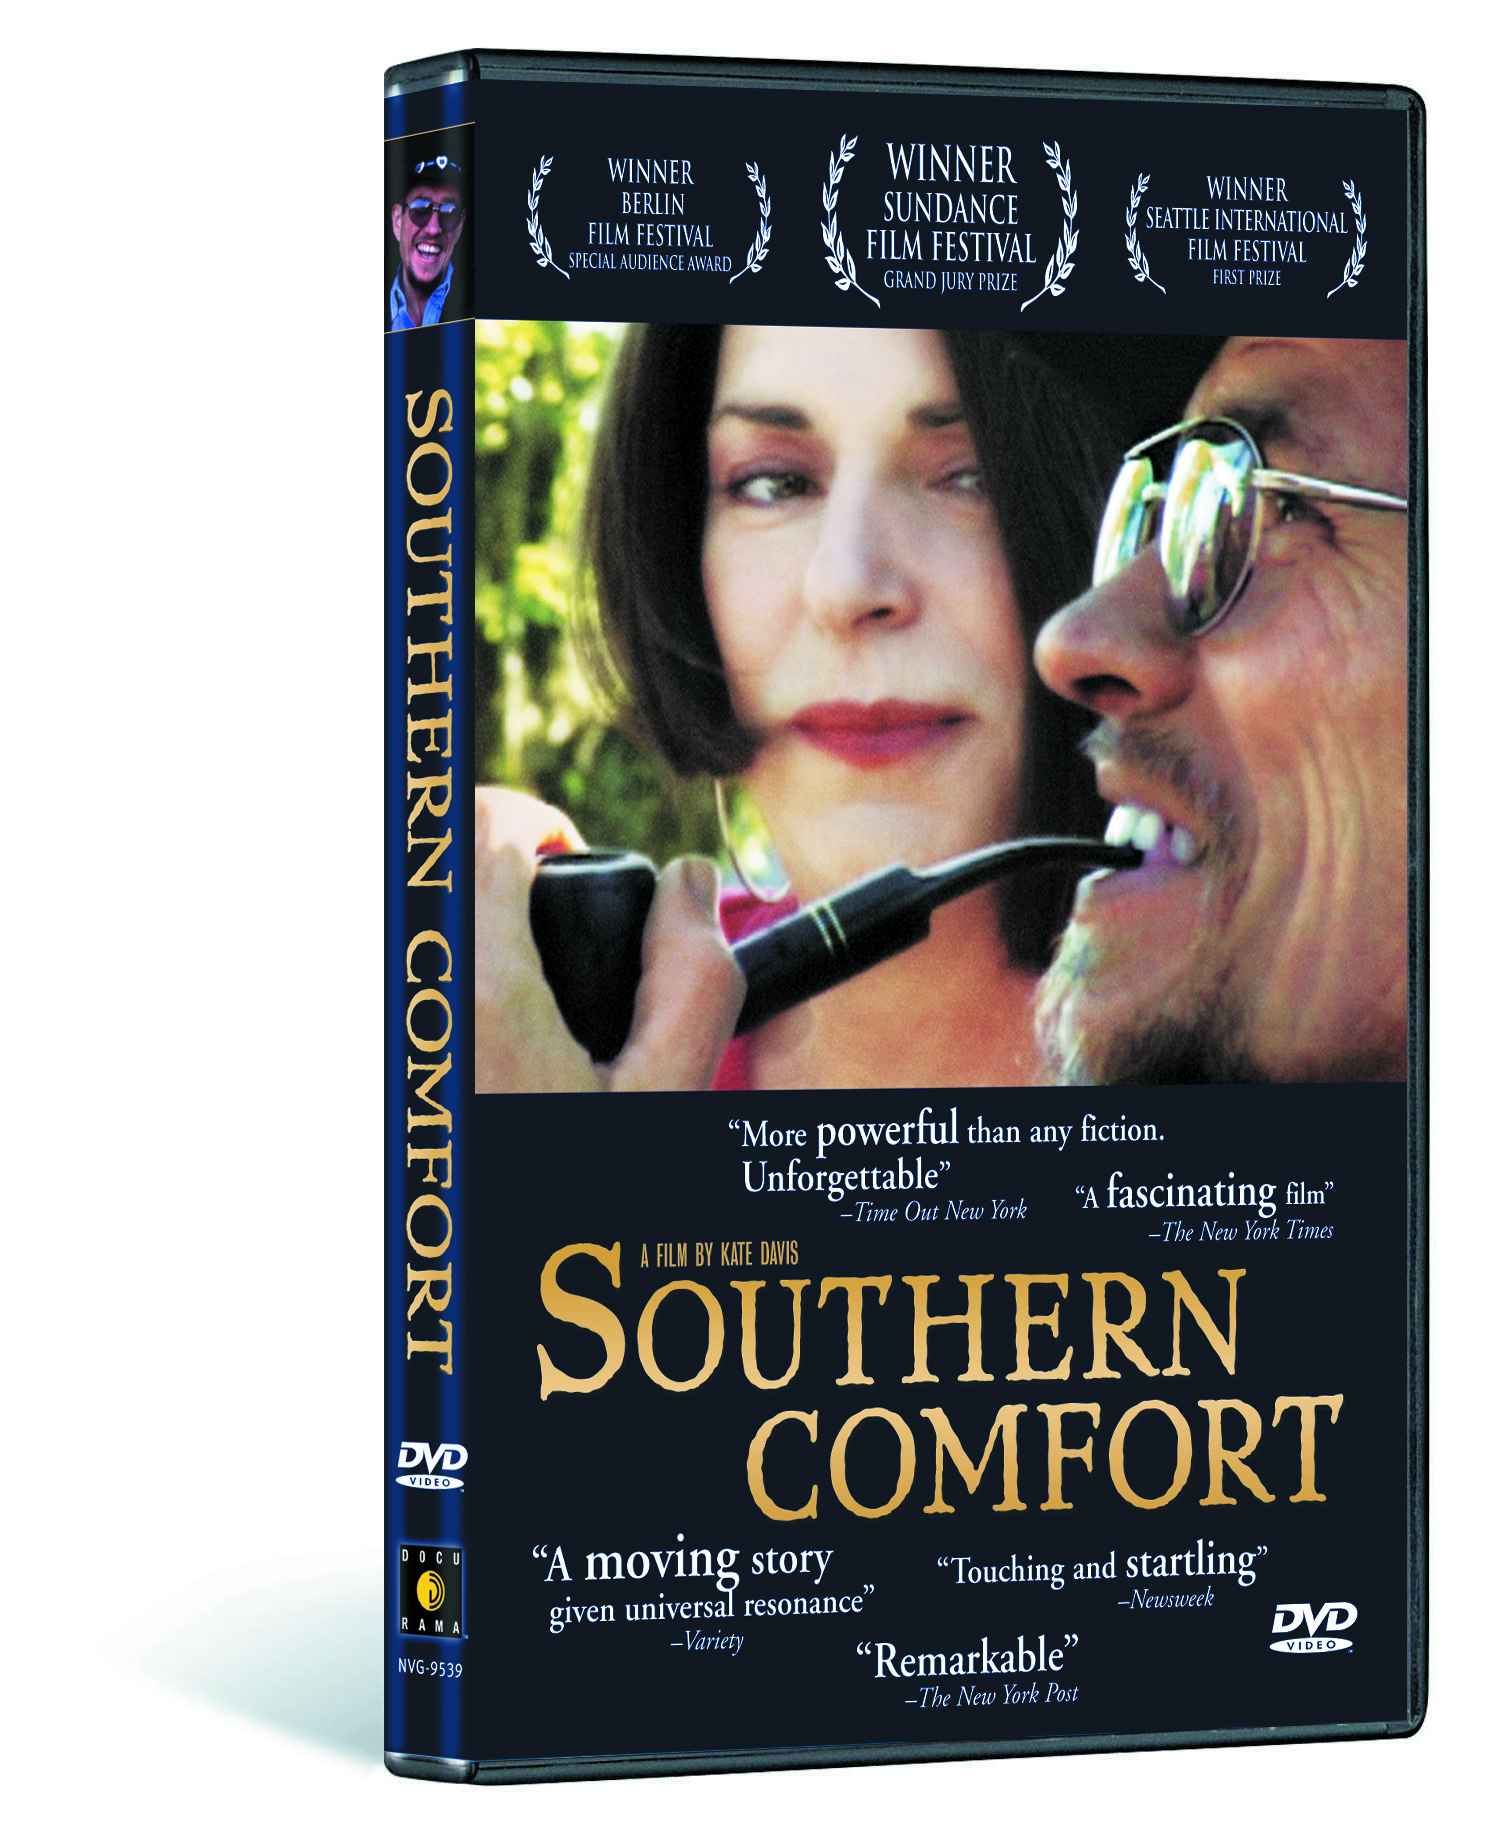 WINNER
BERLIN
FILM FESTIVAL
SPECIAL AUDIENCE AWARD
WINNER
SUNDANCE
FILM FESTIVAL
GRAND JURY PRIZE
WINNER
SEATTLE INTERNATIONAL
FILM FESTIVAL
FIRST PRIZE
“More powerful than any fiction.
Unforgettable”
–Time Out New York
“A fascinating film”
–The New York Times
A FILM BY KATE DAVIS
SOUTHERN
COMFORT
“A moving story
given universal resonance”
–Variety
“Touching and startling”
–Newsweek
“Remarkable”
–The New York Post
DVD
VIDEO
SOUTHERN COMFORT
DVD
VIDEO
DOCU
RAMA
NVG-9539